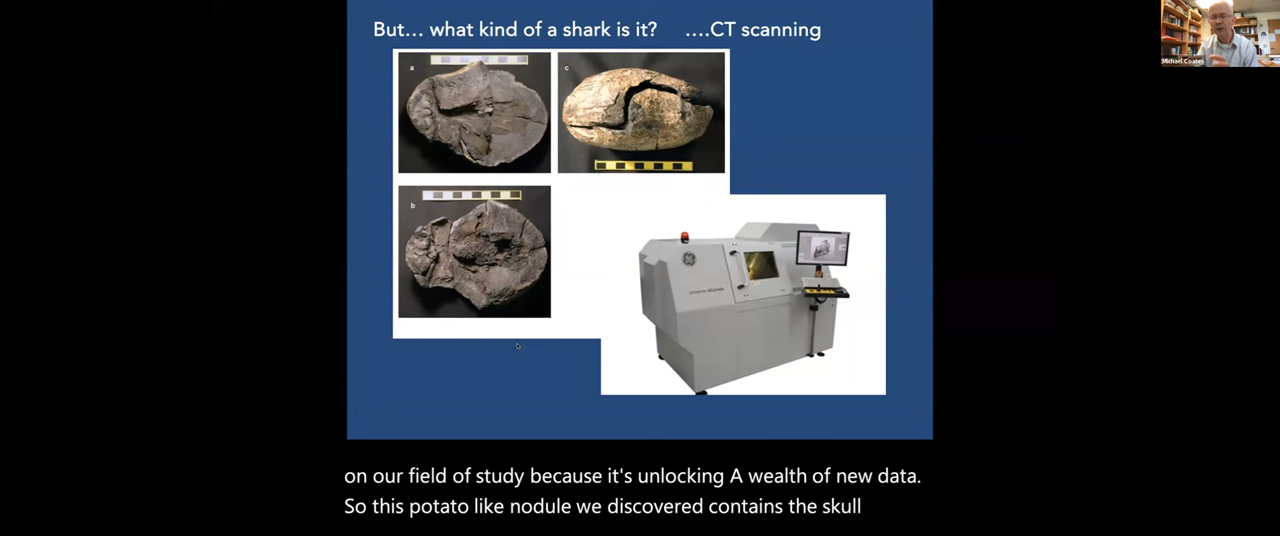 But... what kind of a shark is it? ....CT scanning
a
c
b
Michael Coates
on our field of study because it's unlocking A wealth of new data.
So this potato like nodule we discovered contains the skull